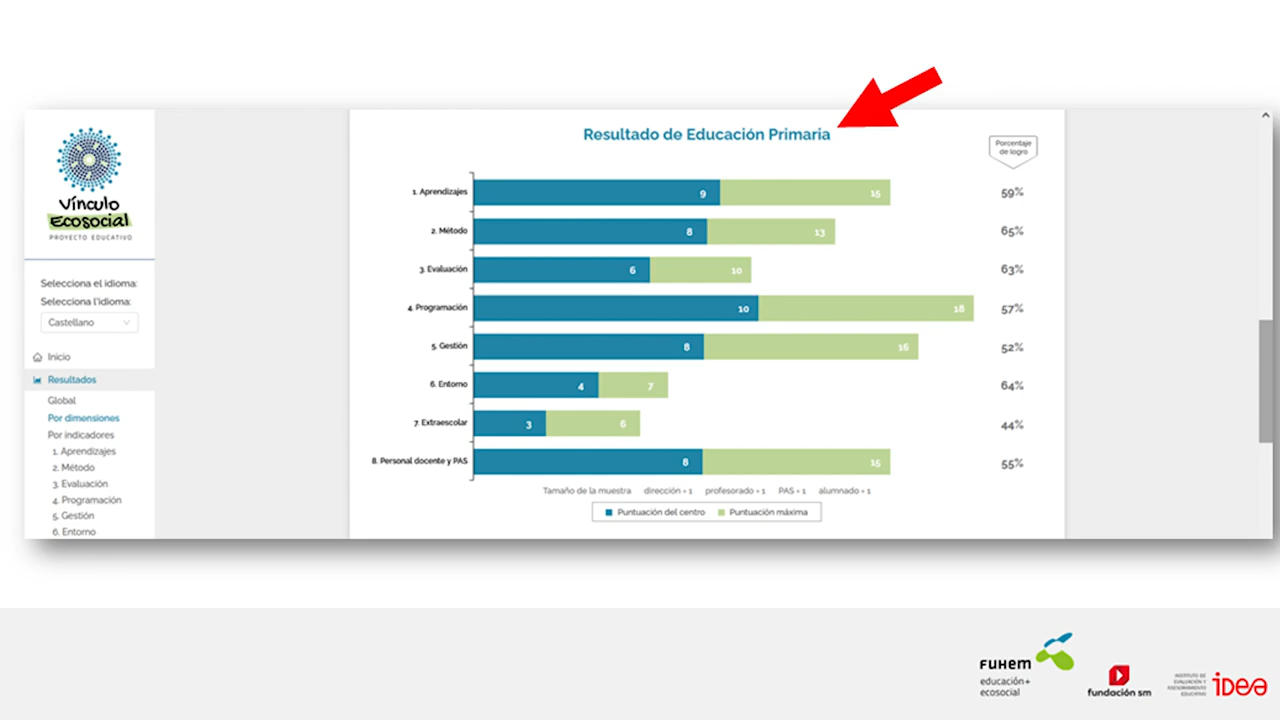 Vínculo
Ecosocial
PROYECTO EDUCATIVO
Selecciona el idioma:
Selecciona l'idioma:
Castellano
Inicio
Resultados
Global
Por dimensiones
Por indicadores
1. Aprendizajes
2. Método
3. Evaluación
4. Programación
5. Gestión
6. Entorno
Resultado de Educación Primaria
Porcentaje
de logro
1. Aprendizajes 9 15 59%
2. Método 8 13 65%
3. Evaluación 6 10 63%
4. Programación 10 18 57%
5. Gestión 8 16 52%
6. Entorno 4 7 64%
7. Extraescolar 3 6 44%
8. Personal docente y PAS 8 15 55%
Tamaño de la muestra dirección = 1 profesorado = 1 PAS = 1 alumnado = 1
Puntuación del centro Puntuación máxima
FUHEM
educación+
ecosocial
fundación sm
INSTITUTO DE
EVALUACIÓN Y
ASESORAMIENTO
EDUCATIVO
idea